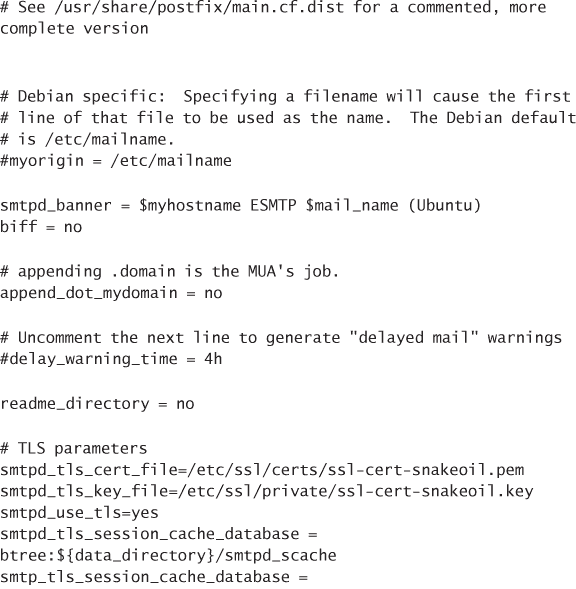 # See /usr/share/postfix/main.cf.dist for a commented, more
complete version
# Debian specific:  Specifying a filename will cause the first
# line of that file to be used as the name.  The Debian default
# is /etc/mailname.
#myorigin = /etc/mailname
smtpd_banner = $myhostname ESMTP $mail_name (Ubuntu)
biff = no
# appending .domain is the MUA's job.
append_dot_mydomain = no
# Uncomment the next line to generate "delayed mail" warnings
#delay_warning_time = 4h
readme_directory = no
# TLS parameters
smtpd_tls_cert_file=/etc/ssl/certs/ssl-cert-snakeoil.pem
smtpd_tls_key_file=/etc/ssl/private/ssl-cert-snakeoil.key
smtpd_use_tls=yes
smtpd_tls_session_cache_database =
btree:${data_directory}/smtpd_scache
smtp_tls_session_cache_database =